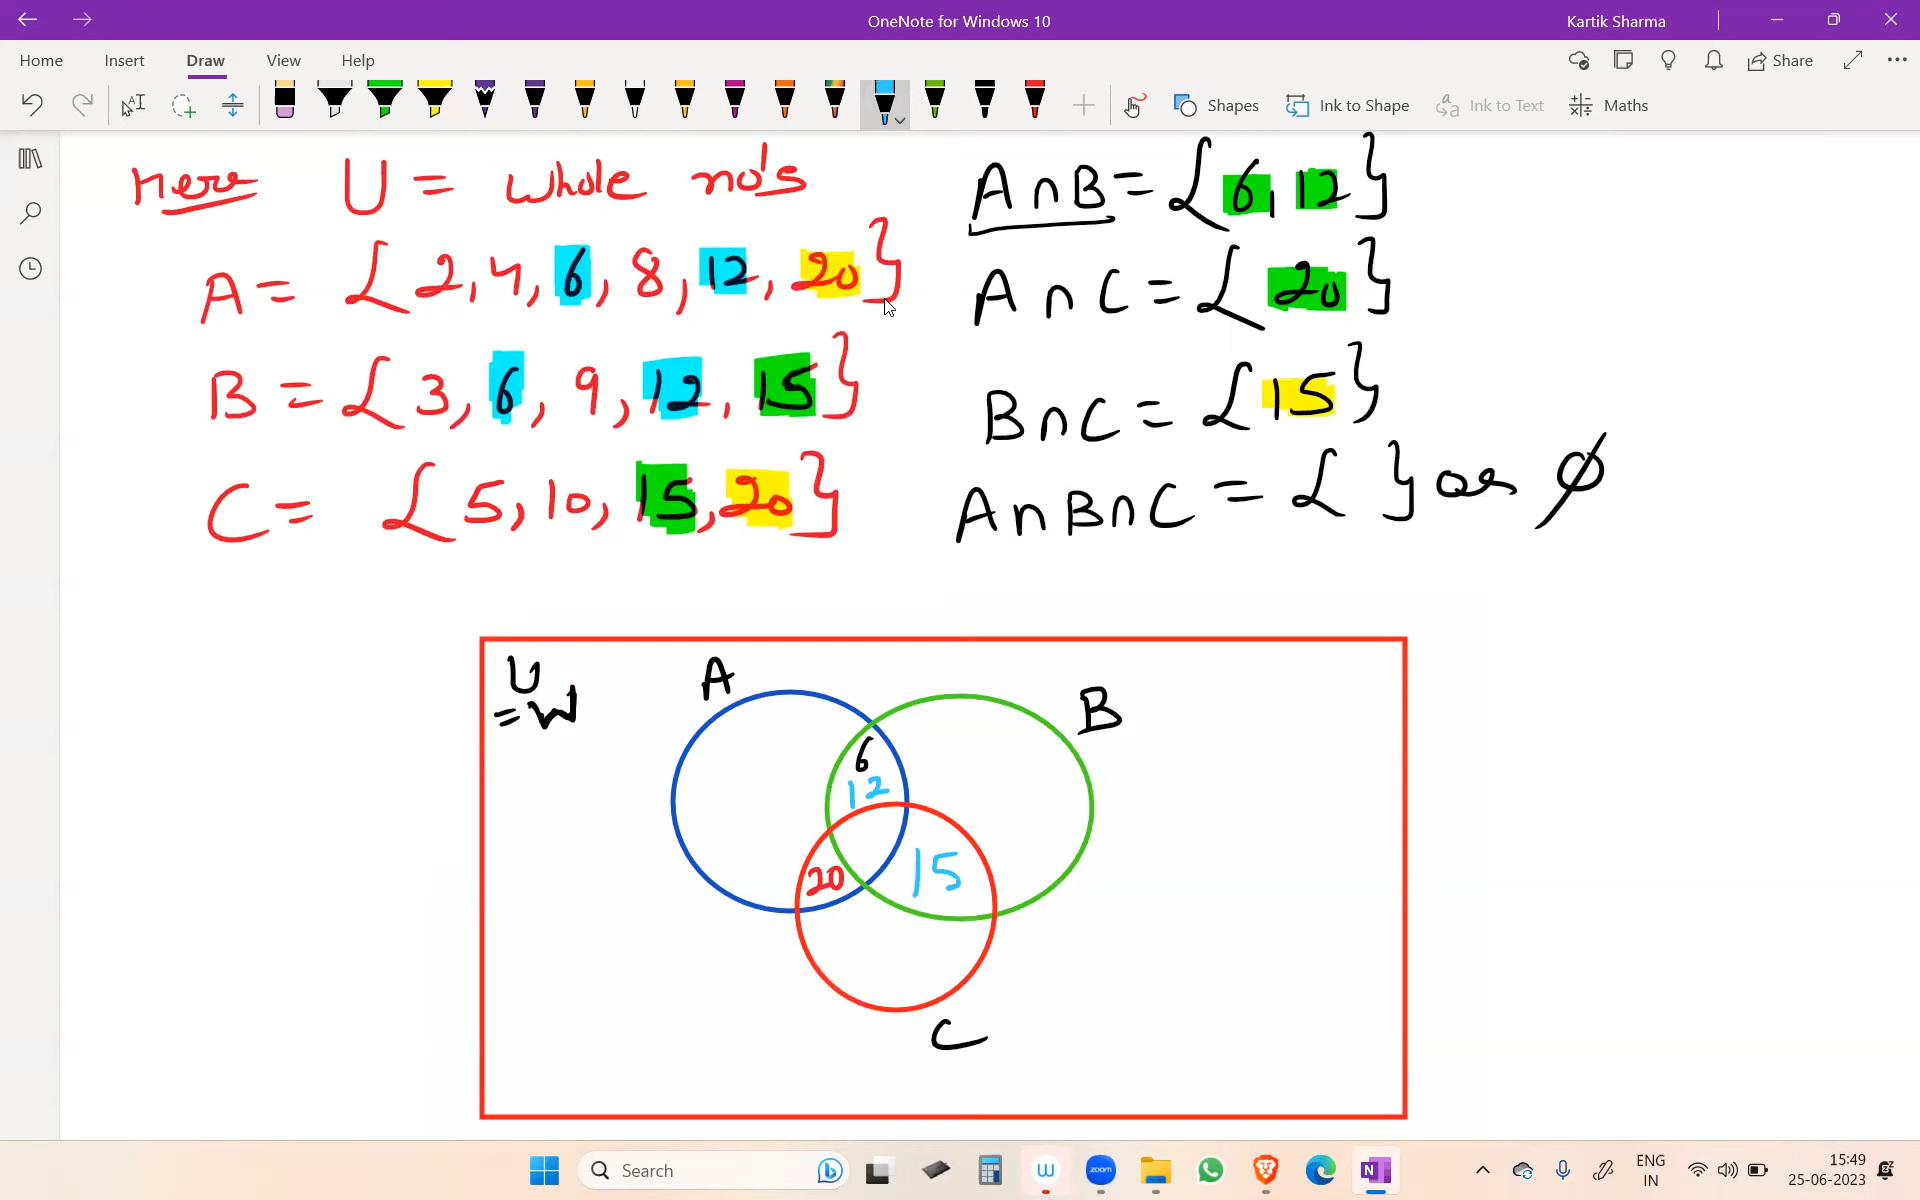 OneNote for Windows 10
Kartik Sharma
Home Insert Draw View Help
Share
Shapes Ink to Shape Ink to Text Maths
Here U = whole no's
A = {2, 4, 6, 8, 12, 20}
B = {3, 6, 9, 12, 15}
C = {5, 10, 15, 20}
A∩B = {6, 12}
A∩C = {20}
B∩C = {15}
A∩B∩C = { } or ϕ
U
= W
A
B
6
12
20
15
C
Search
zoom
ENG
IN
15:49
25-06-2023